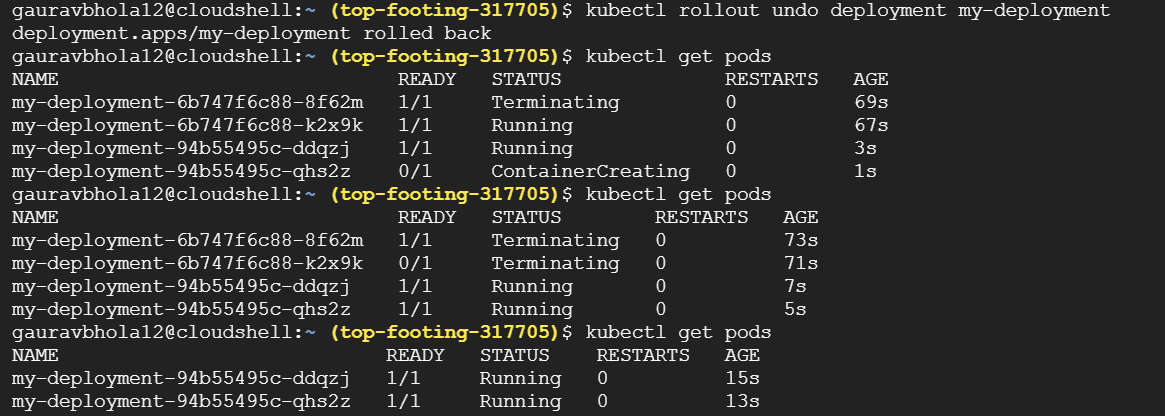 gauravbhola12@cloudshell:~ (top-footing-317705)$ kubectl rollout undo deployment my-deployment
deployment.apps/my-deployment rolled back
gauravbhola12@cloudshell:~ (top-footing-317705)$ kubectl get pods
NAME READY STATUS RESTARTS AGE
my-deployment-6b747f6c88-8f62m 1/1 Terminating 0 69s
my-deployment-6b747f6c88-k2x9k 1/1 Running 0 67s
my-deployment-94b55495c-ddqzj 1/1 Running 0 3s
my-deployment-94b55495c-qhs2z 0/1 ContainerCreating 0 1s
gauravbhola12@cloudshell:~ (top-footing-317705)$ kubectl get pods
NAME READY STATUS RESTARTS AGE
my-deployment-6b747f6c88-8f62m 1/1 Terminating 0 73s
my-deployment-6b747f6c88-k2x9k 0/1 Terminating 0 71s
my-deployment-94b55495c-ddqzj 1/1 Running 0 7s
my-deployment-94b55495c-qhs2z 1/1 Running 0 5s
gauravbhola12@cloudshell:~ (top-footing-317705)$ kubectl get pods
NAME READY STATUS RESTARTS AGE
my-deployment-94b55495c-ddqzj 1/1 Running 0 15s
my-deployment-94b55495c-qhs2z 1/1 Running 0 13s